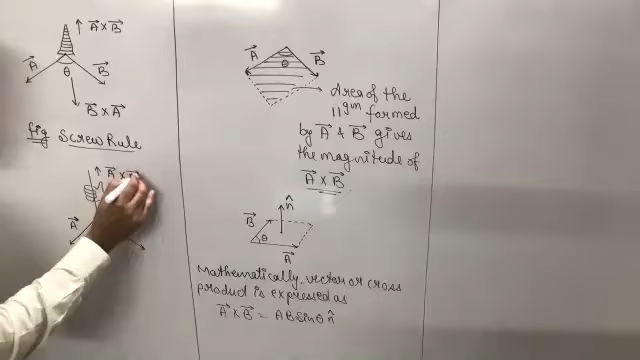 A⃗ × B⃗
A⃗
θ
B⃗
B⃗ × A⃗
fig Screw Rule
A⃗ × B⃗
A⃗
A⃗
θ
B⃗
Area of the
11gm formed
by A⃗ & B⃗ gives
the magnitude of
A⃗ × B⃗
n̂
B⃗
θ
A⃗
Mathematically, vector or cross
product is expressed as
A⃗ × B⃗ = AB sinθ n̂